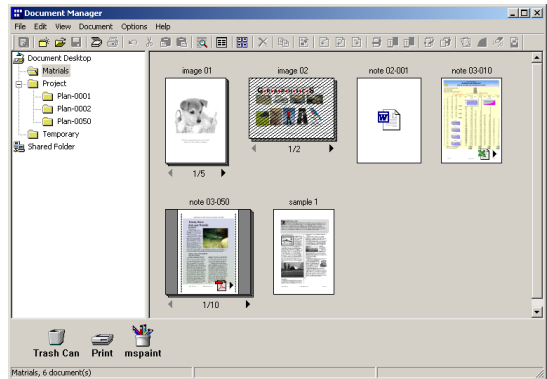 Document Manager
File Edit View Document Options Help
Document Desktop
Matrials
Project
Plan-0001
Plan-0002
Plan-0050
Temporary
Shared Folder
image 01
image 02
note 02-001
note 03-010
GRAPHICS
1/5
1/2
note 03-050
sample 1
1/10
Trash Can Print mspaint
Matrials, 6 document(s)